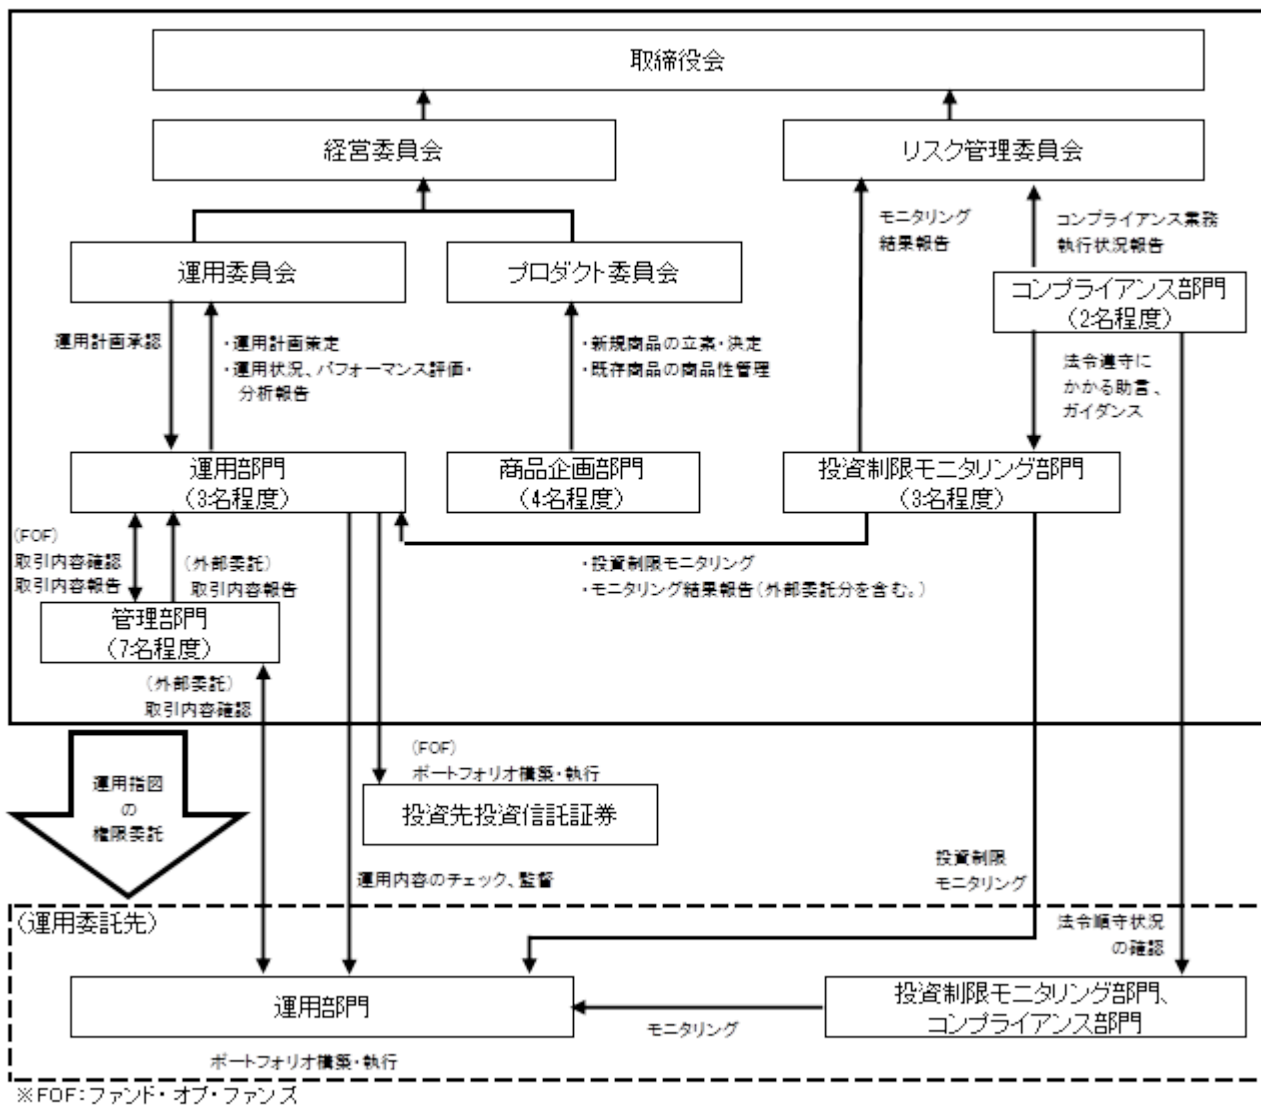 取締役会
経営委員会
リスク管理委員会
モニタリング
結果報告
コンプライアンス業務
執行状況報告
運用委員会
プロダクト委員会
コンプライアンス部門
(2名程度)
運用計画承認
・運用計画策定
・運用状況、パフォーマンス評価・
分析報告
・新規商品の立案・決定
・既存商品の商品性管理
法令遵守に
かかる助言、
ガイダンス
運用部門
(3名程度)
商品企画部門
(4名程度)
投資制限モニタリング部門
(3名程度)
(FOF)
取引内容確認
取引内容報告
(外部委託)
取引内容報告
・投資制限モニタリング
・モニタリング結果報告(外部委託分を含む。)
管理部門
(7名程度)
(外部委託)
取引内容確認
運用指図
の
権限委託
(FOF)
ポートフォリオ構築・執行
投資先投資信託証券
運用内容のチェック、監督
投資制限
モニタリング
(運用委託先)
法令順守状況
の確認
運用部門
モニタリング
投資制限モニタリング部門、
コンプライアンス部門
ポートフォリオ構築・執行
※FOF:ファンド・オブ・ファンズ